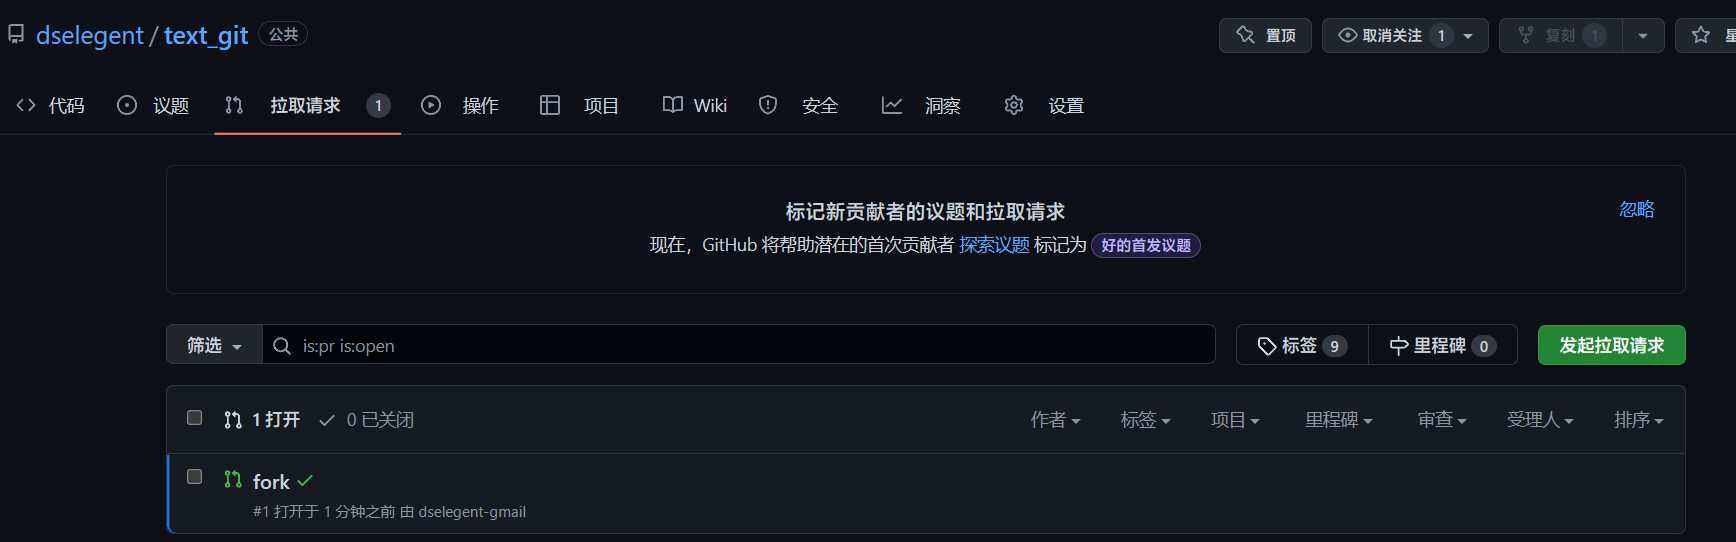 dselegent / text_git 公共 置顶 取消关注 1 复刻 1
代码 议题 拉取请求 1 操作 项目 Wiki 安全 洞察 设置
标记新贡献者的议题和拉取请求 忽略
现在，GitHub 将帮助潜在的首次贡献者 探索议题 标记为 好的首发议题
筛选 is:pr is:open 标签 9 里程碑 0 发起拉取请求
1 打开 0 已关闭 作者 标签 项目 里程碑 审查 受理人 排序
fork
#1 打开于 1 分钟之前 由 dselegent-gmail